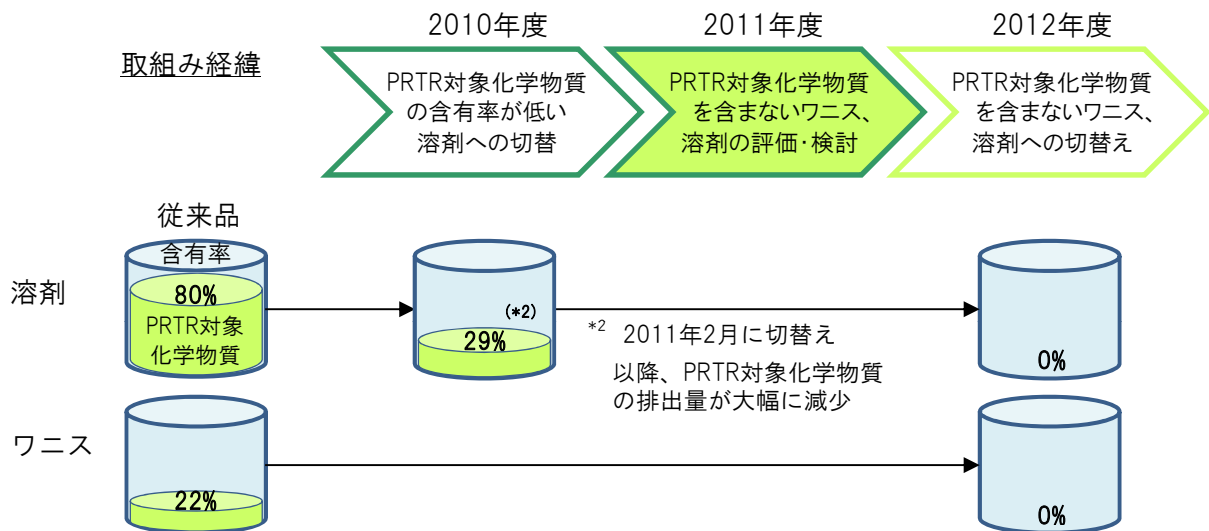 取組み経緯
2010年度
PRTR対象化学物質
の含有率が低い
溶剤への切替
2011年度
PRTR対象化学物質
を含まないワニス、
溶剤の評価・検討
2012年度
PRTR対象化学物質
を含まないワニス、
溶剤への切替え
従来品
溶剤
含有率
80%
PRTR対象
化学物質
(*2)
29%
*2 2011年2月に切替え
以降、PRTR対象化学物質
の排出量が大幅に減少
0%
ワニス
22%
0%